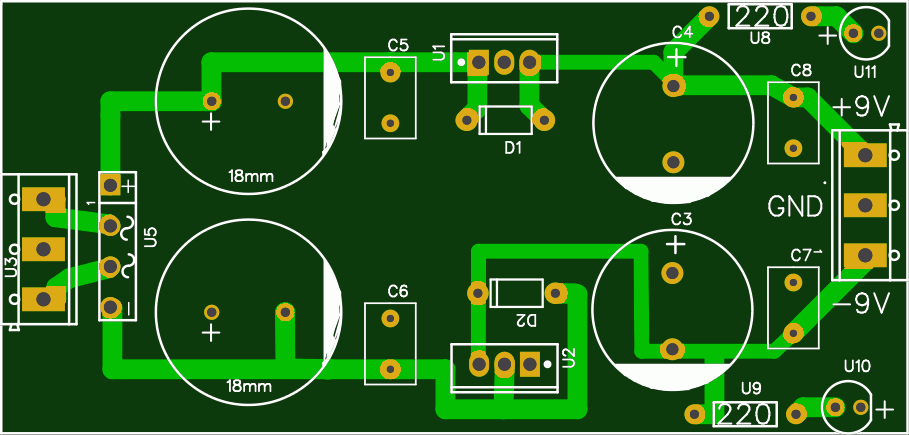 220
U8
C4
+
U11
C5
U1
+
C8
+9V
+
D1
18mm
1
+
U5
U3
GND
C3
+
C7
-9V
+
D2
C6
U2
18mm
U10
U9
220
+